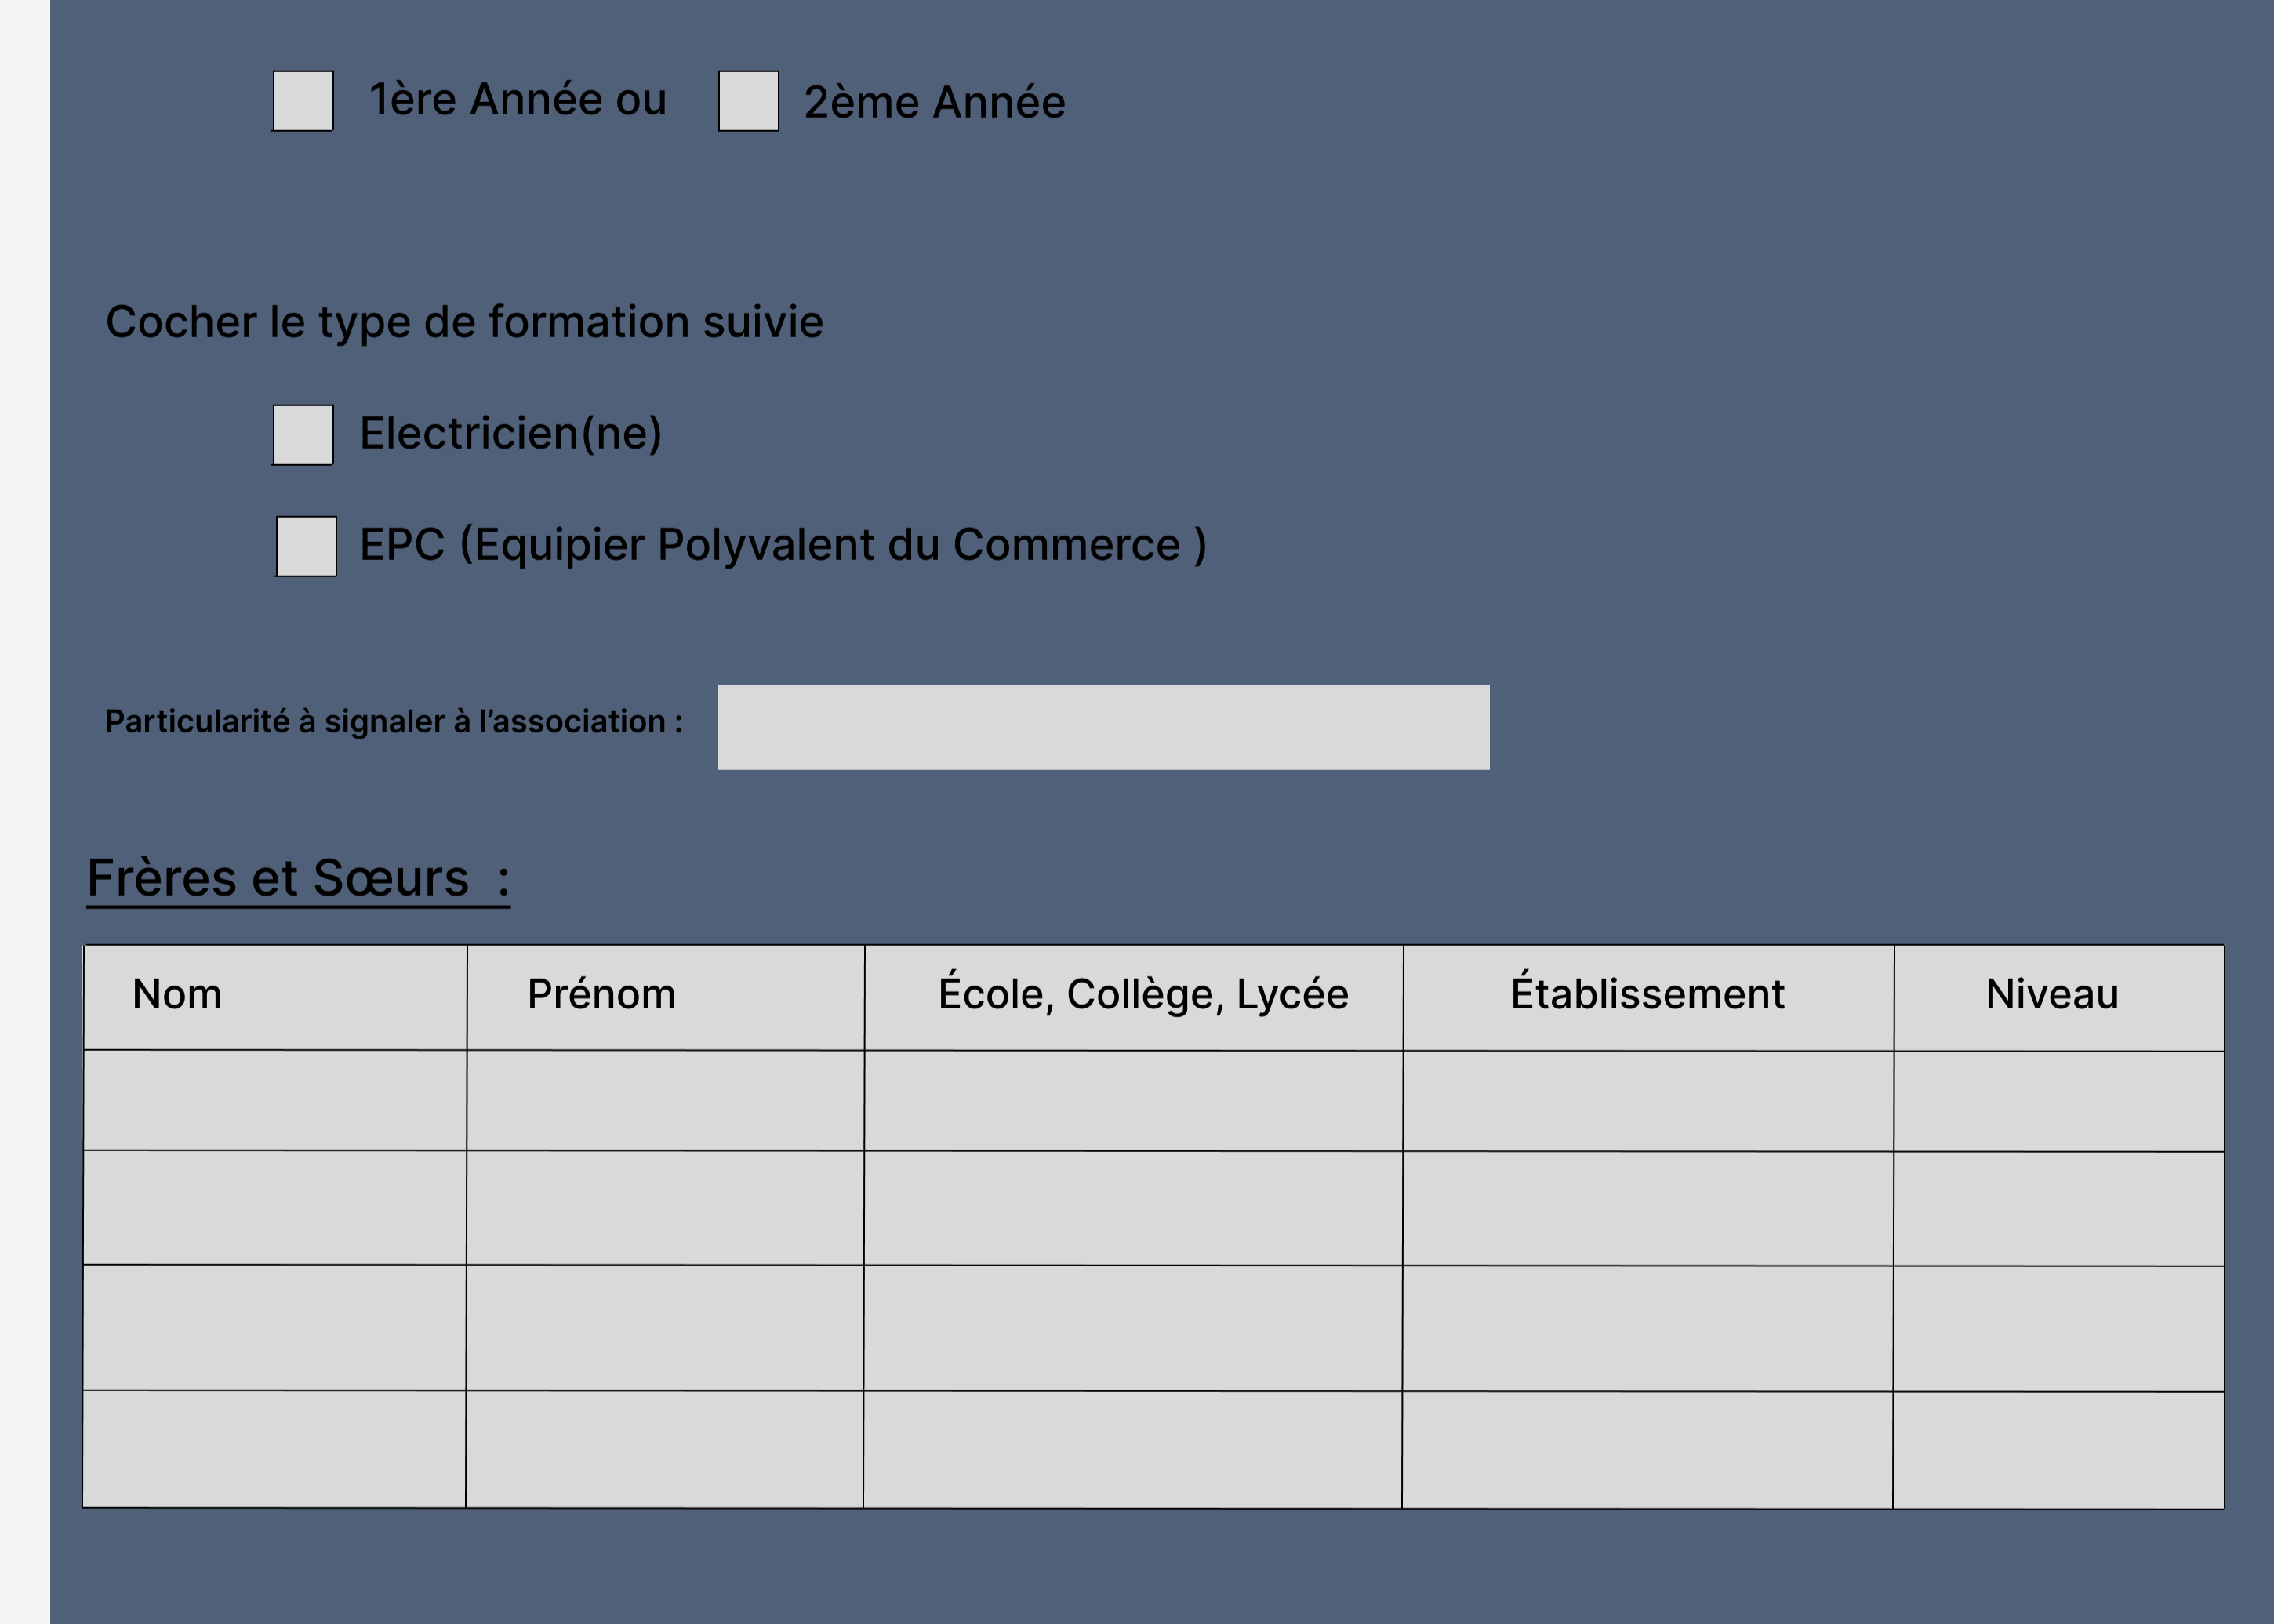 1ère Année ou 2ème Année
Cocher le type de formation suivie
Electricien(ne)
EPC (Equipier Polyvalent du Commerce )
Particularité à signaler à l’association :
Frères et Sœurs :
Nom Prénom École, Collège, Lycée Établissement Niveau